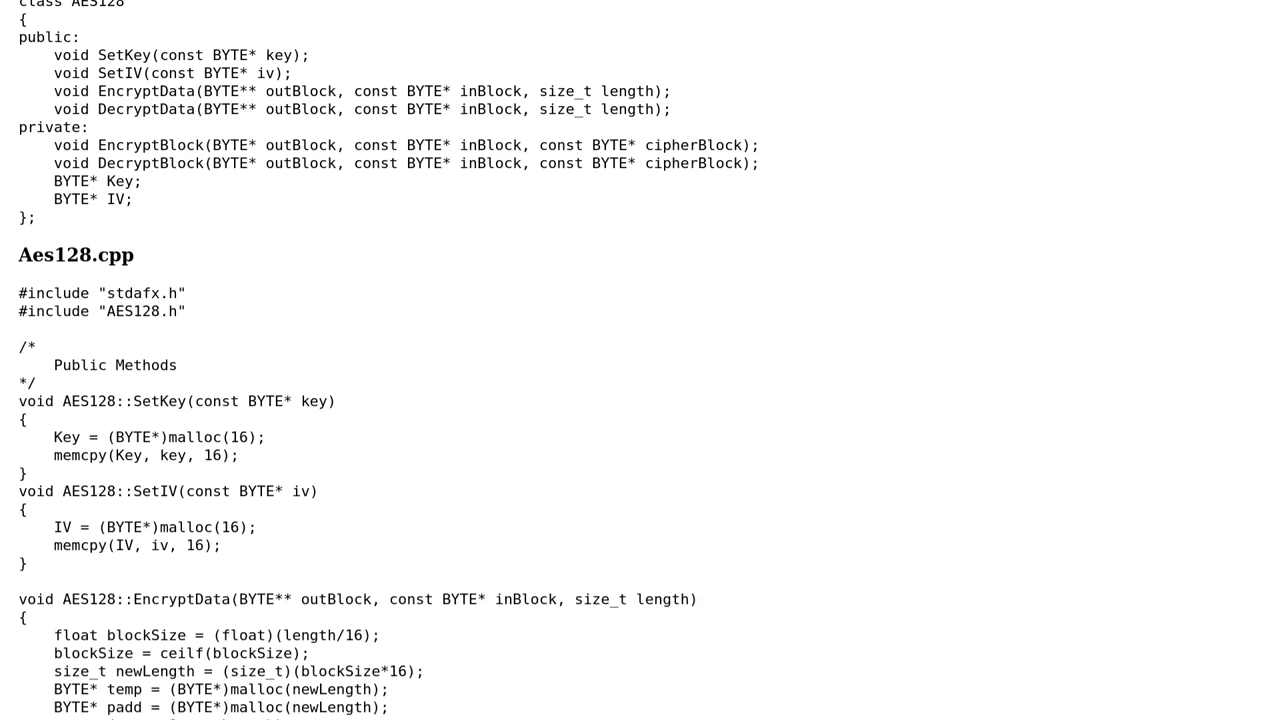 class AES128
{
public:
    void SetKey(const BYTE* key);
    void SetIV(const BYTE* iv);
    void EncryptData(BYTE** outBlock, const BYTE* inBlock, size_t length);
    void DecryptData(BYTE** outBlock, const BYTE* inBlock, size_t length);
private:
    void EncryptBlock(BYTE* outBlock, const BYTE* inBlock, const BYTE* cipherBlock);
    void DecryptBlock(BYTE* outBlock, const BYTE* inBlock, const BYTE* cipherBlock);
    BYTE* Key;
    BYTE* IV;
};
Aes128.cpp
#include "stdafx.h"
#include "AES128.h"
/*
    Public Methods
*/
void AES128::SetKey(const BYTE* key)
{
    Key = (BYTE*)malloc(16);
    memcpy(Key, key, 16);
}
void AES128::SetIV(const BYTE* iv)
{
    IV = (BYTE*)malloc(16);
    memcpy(IV, iv, 16);
}
void AES128::EncryptData(BYTE** outBlock, const BYTE* inBlock, size_t length)
{
    float blockSize = (float)(length/16);
    blockSize = ceilf(blockSize);
    size_t newLength = (size_t)(blockSize*16);
    BYTE* temp = (BYTE*)malloc(newLength);
    BYTE* padd = (BYTE*)malloc(newLength);